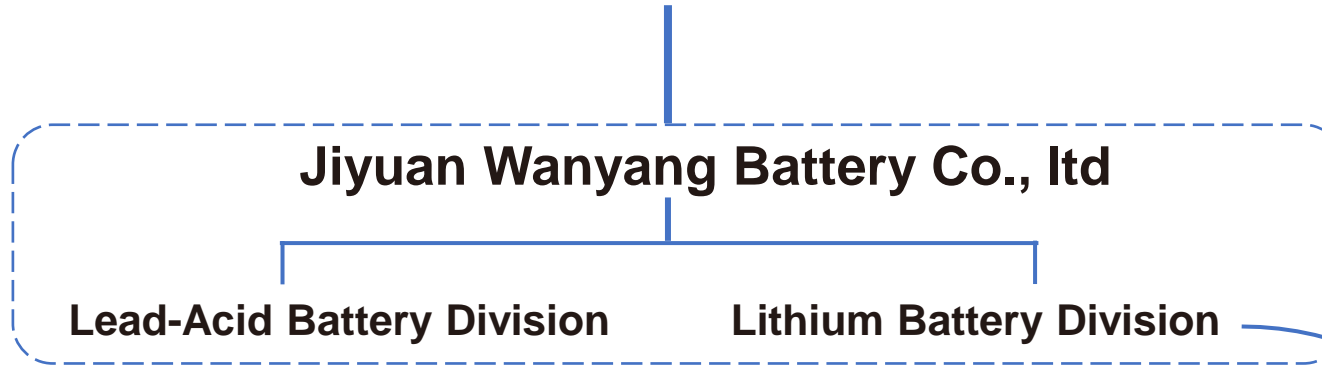 Jiyuan Wanyang Battery Co., ltd
Lead-Acid Battery Division
Lithium Battery Division